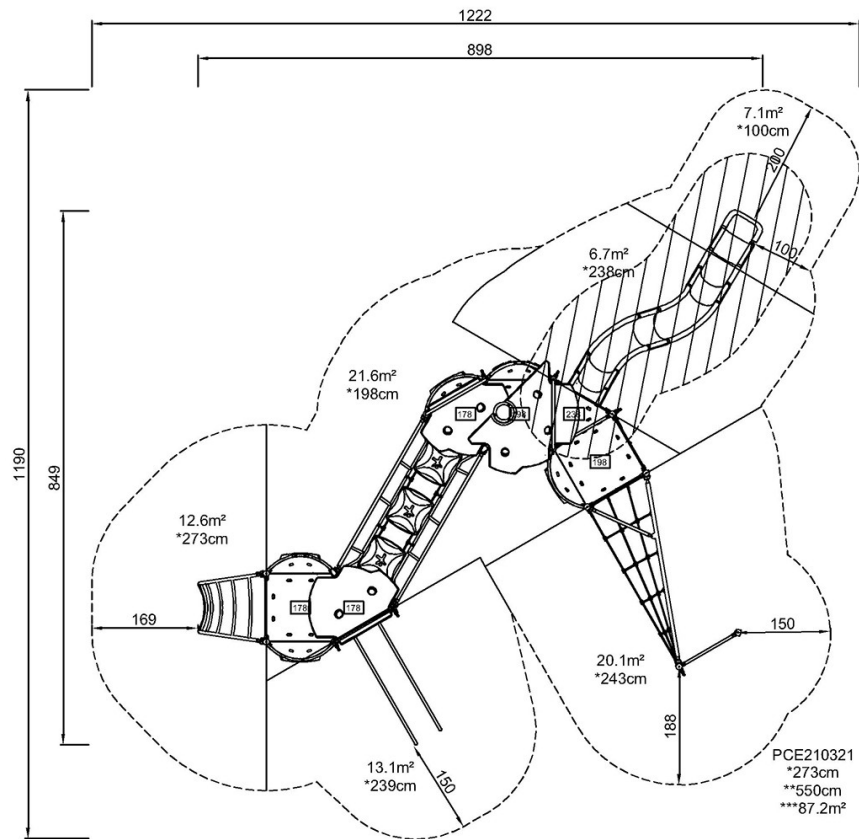 1222
898
7.1m²
*100cm
200
100
6.7m²
*238cm
21.6m²
*198cm
178
198
238
198
1190
849
12.6m²
*273cm
178
178
169
150
20.1m²
*243cm
188
13.1m²
*239cm
150
PCE210321
*273cm
**550cm
***87.2m²